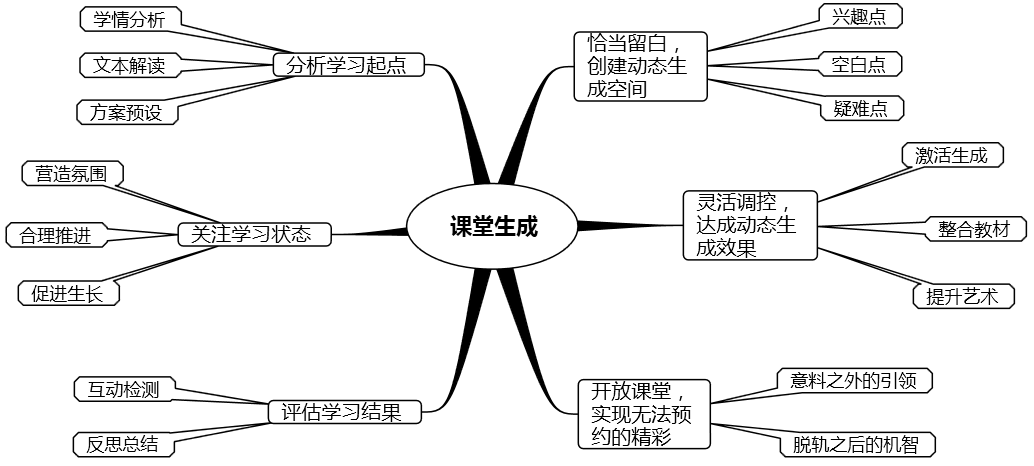 课堂生成
分析学习起点
学情分析
文本解读
方案预设
关注学习状态
营造氛围
合理推进
促进生长
评估学习结果
互动检测
反思总结
恰当留白，
创建动态生
成空间
兴趣点
空白点
疑难点
灵活调控，
达成动态生
成效果
激活生成
整合教材
提升艺术
开放课堂，
实现无法预
约的精彩
意料之外的引领
脱轨之后的机智